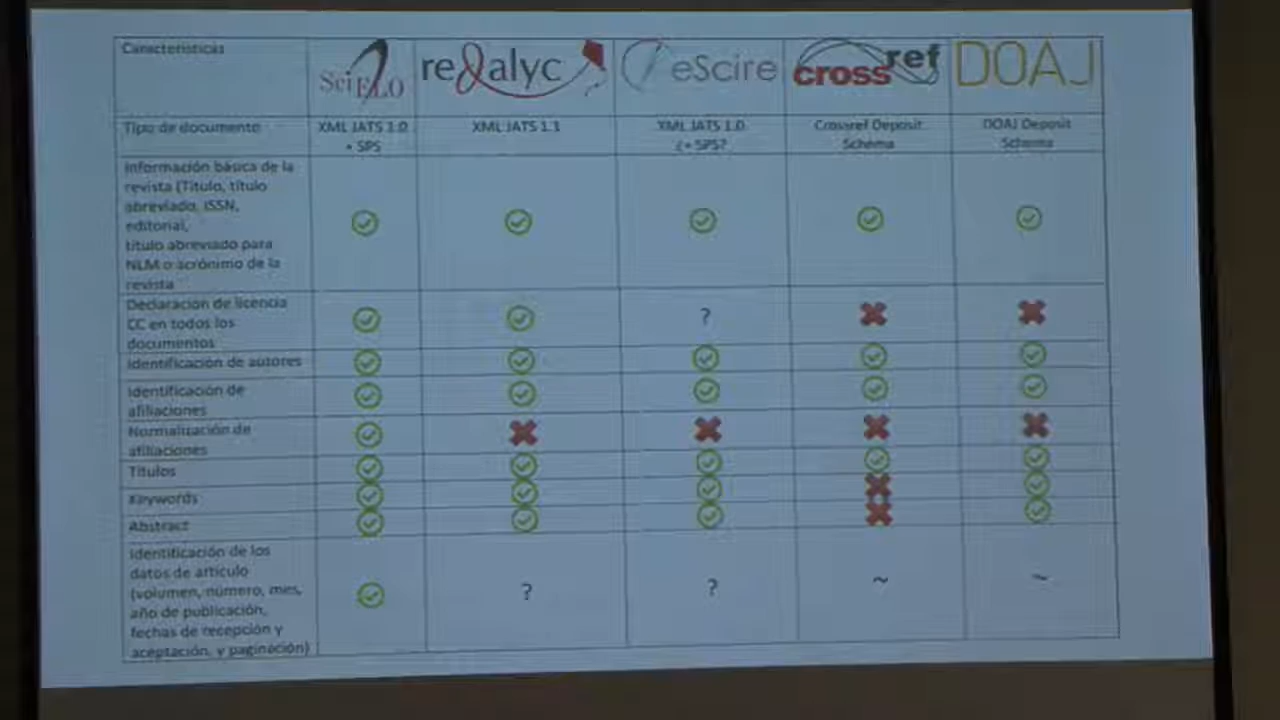 Características
SciELO
redalyc
eScire
crossref
DOAJ
Tipo de documento
XML JATS 1.0
+ SPS
XML JATS 1.1
XML JATS 1.0
(+ SPS?
Crossref Deposit
Schema
DOAJ Deposit
Schema
Información básica de la
revista (Título, título
abreviado, ISSN,
editorial,
título abreviado para
NLM o acrónimo de la
revista
Declaración de licencia
CC en todos los
documentos
?
Identificación de autores
Identificación de
afiliaciones
Normalización de
afiliaciones
Títulos
Keywords
Abstract
Identificación de los
datos de artículo
(volumen, número, mes,
año de publicación,
fechas de recepción y
aceptación, y paginación)
?
?
~
~